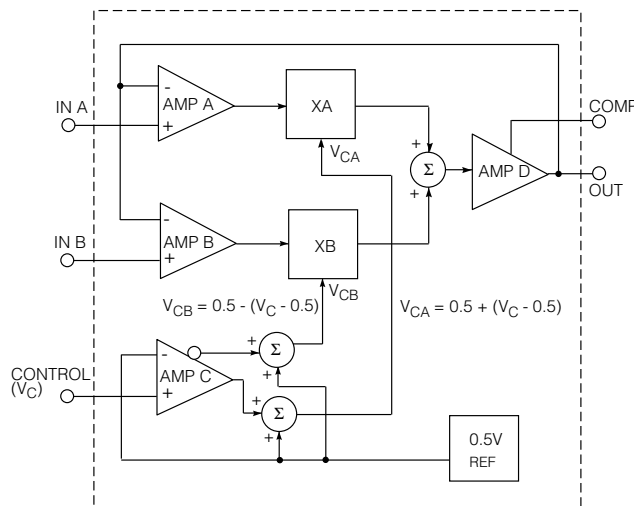 IN A
-
+
AMP A
XA
V_CA
+
+
Σ
AMP D
COMP
OUT
IN B
-
+
AMP B
XB
V_CB
V_CB = 0.5 - (V_C - 0.5)
V_CA = 0.5 + (V_C - 0.5)
CONTROL
(V_C)
-
+
AMP C
+
+
Σ
+
+
Σ
0.5V
REF